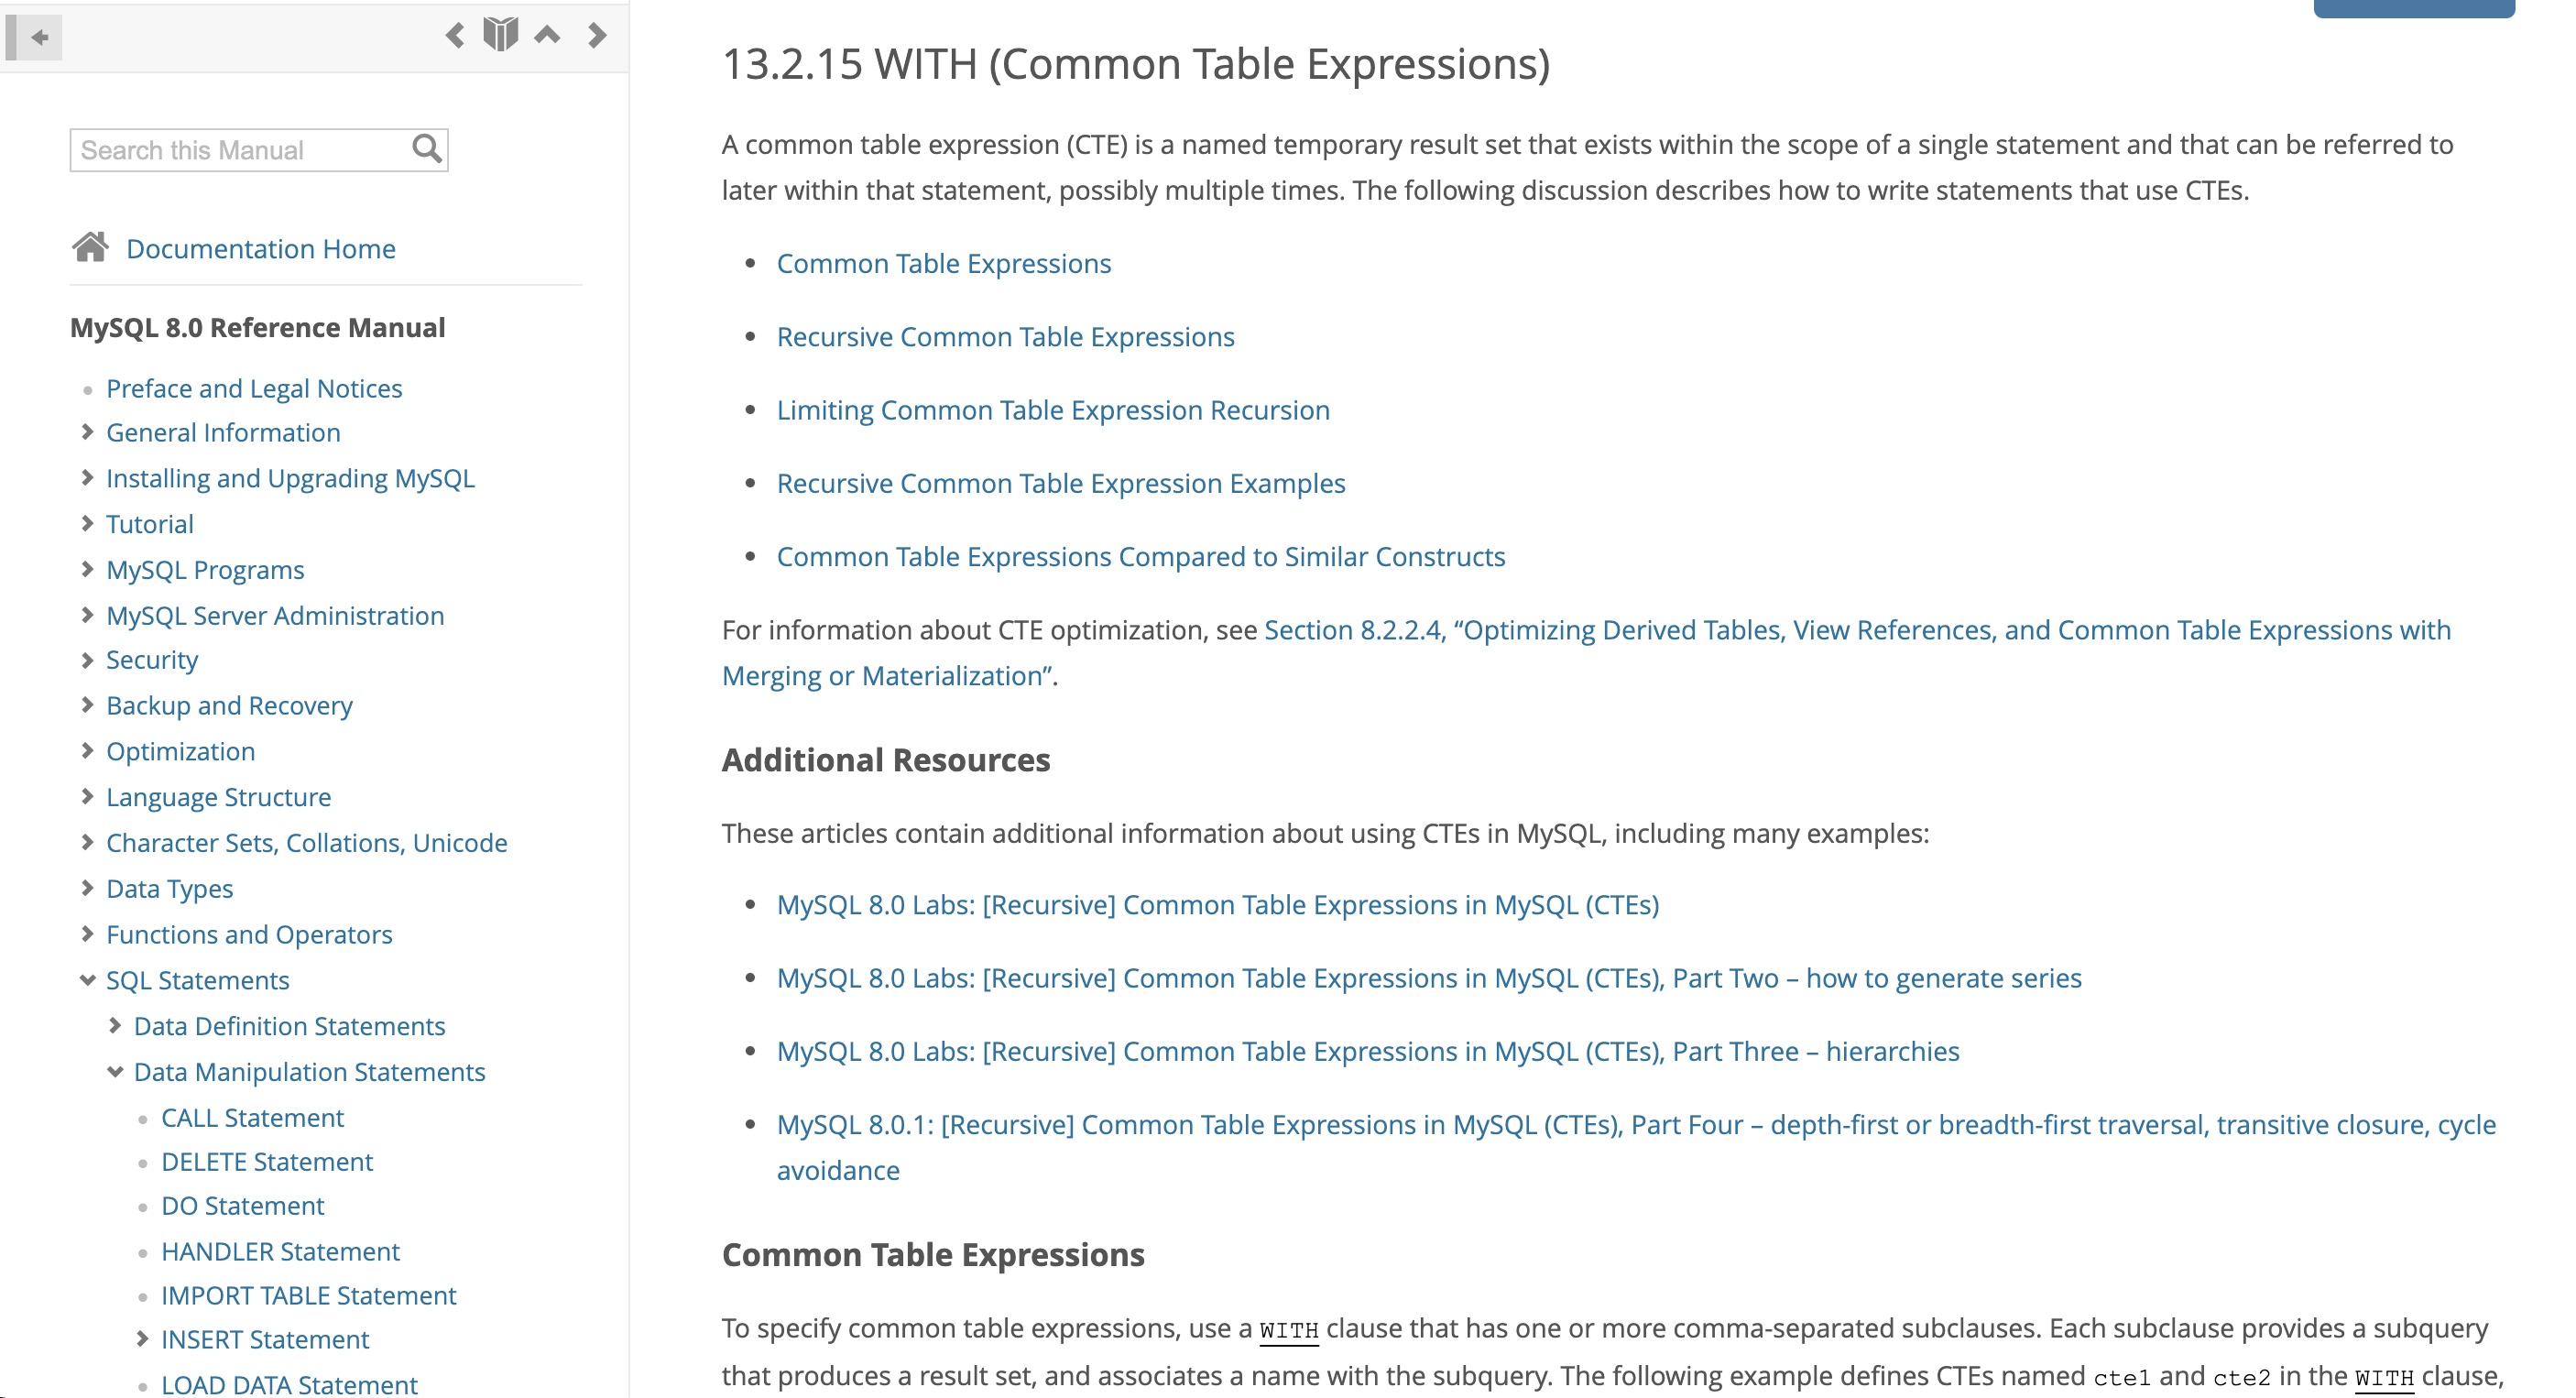 Search this Manual
Documentation Home
MySQL 8.0 Reference Manual
Preface and Legal Notices
General Information
Installing and Upgrading MySQL
Tutorial
MySQL Programs
MySQL Server Administration
Security
Backup and Recovery
Optimization
Language Structure
Character Sets, Collations, Unicode
Data Types
Functions and Operators
SQL Statements
Data Definition Statements
Data Manipulation Statements
CALL Statement
DELETE Statement
DO Statement
HANDLER Statement
IMPORT TABLE Statement
INSERT Statement
LOAD DATA Statement
13.2.15 WITH (Common Table Expressions)
A common table expression (CTE) is a named temporary result set that exists within the scope of a single statement and that can be referred to
later within that statement, possibly multiple times. The following discussion describes how to write statements that use CTEs.
Common Table Expressions
Recursive Common Table Expressions
Limiting Common Table Expression Recursion
Recursive Common Table Expression Examples
Common Table Expressions Compared to Similar Constructs
For information about CTE optimization, see Section 8.2.2.4, “Optimizing Derived Tables, View References, and Common Table Expressions with
Merging or Materialization”.
Additional Resources
These articles contain additional information about using CTEs in MySQL, including many examples:
MySQL 8.0 Labs: [Recursive] Common Table Expressions in MySQL (CTEs)
MySQL 8.0 Labs: [Recursive] Common Table Expressions in MySQL (CTEs), Part Two – how to generate series
MySQL 8.0 Labs: [Recursive] Common Table Expressions in MySQL (CTEs), Part Three – hierarchies
MySQL 8.0.1: [Recursive] Common Table Expressions in MySQL (CTEs), Part Four – depth-first or breadth-first traversal, transitive closure, cycle
avoidance
Common Table Expressions
To specify common table expressions, use a WITH clause that has one or more comma-separated subclauses. Each subclause provides a subquery
that produces a result set, and associates a name with the subquery. The following example defines CTEs named cte1 and cte2 in the WITH clause,